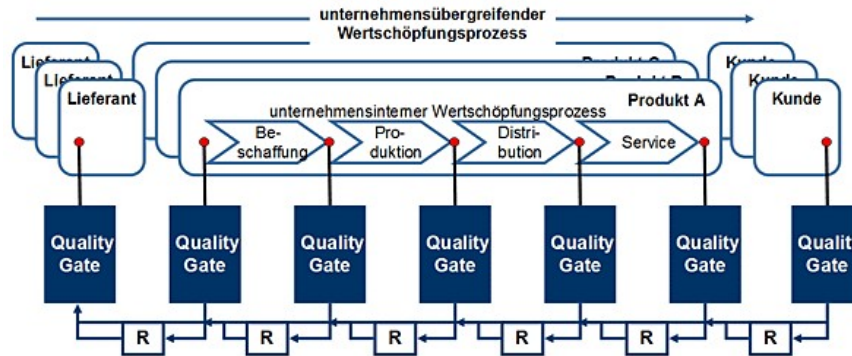 unternehmensübergreifender
Wertschöpfungsprozess
Lieferant
Lieferant
Lieferant
Produkt A
unternehmensinterner Wertschöpfungsprozess
Be-
schaffung
Pro-
duktion
Distri-
bution
Service
Kunde
Kunde
Kunde
Quality
Gate
Quality
Gate
Quality
Gate
Quality
Gate
Quality
Gate
Quality
Gate
Quality
Gate
R
R
R
R
R
R